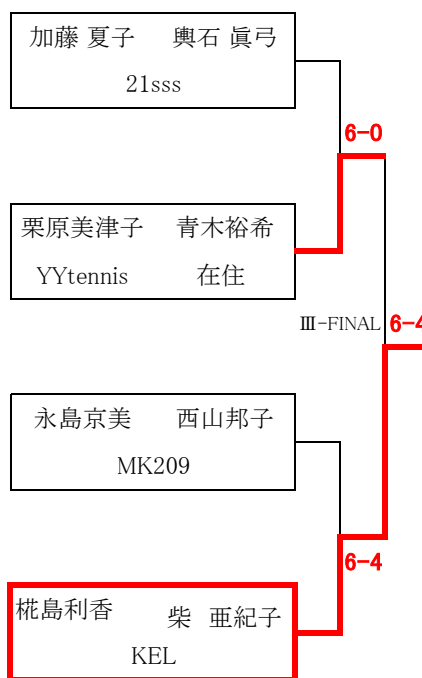 加藤 夏子 輿石 眞弓
21sss
6-0
栗原美津子 青木裕希
YYtennis 在住
Ⅲ-FINAL 6-4
永島京美 西山邦子
MK209
6-4
椛島利香 柴 亜紀子
KEL